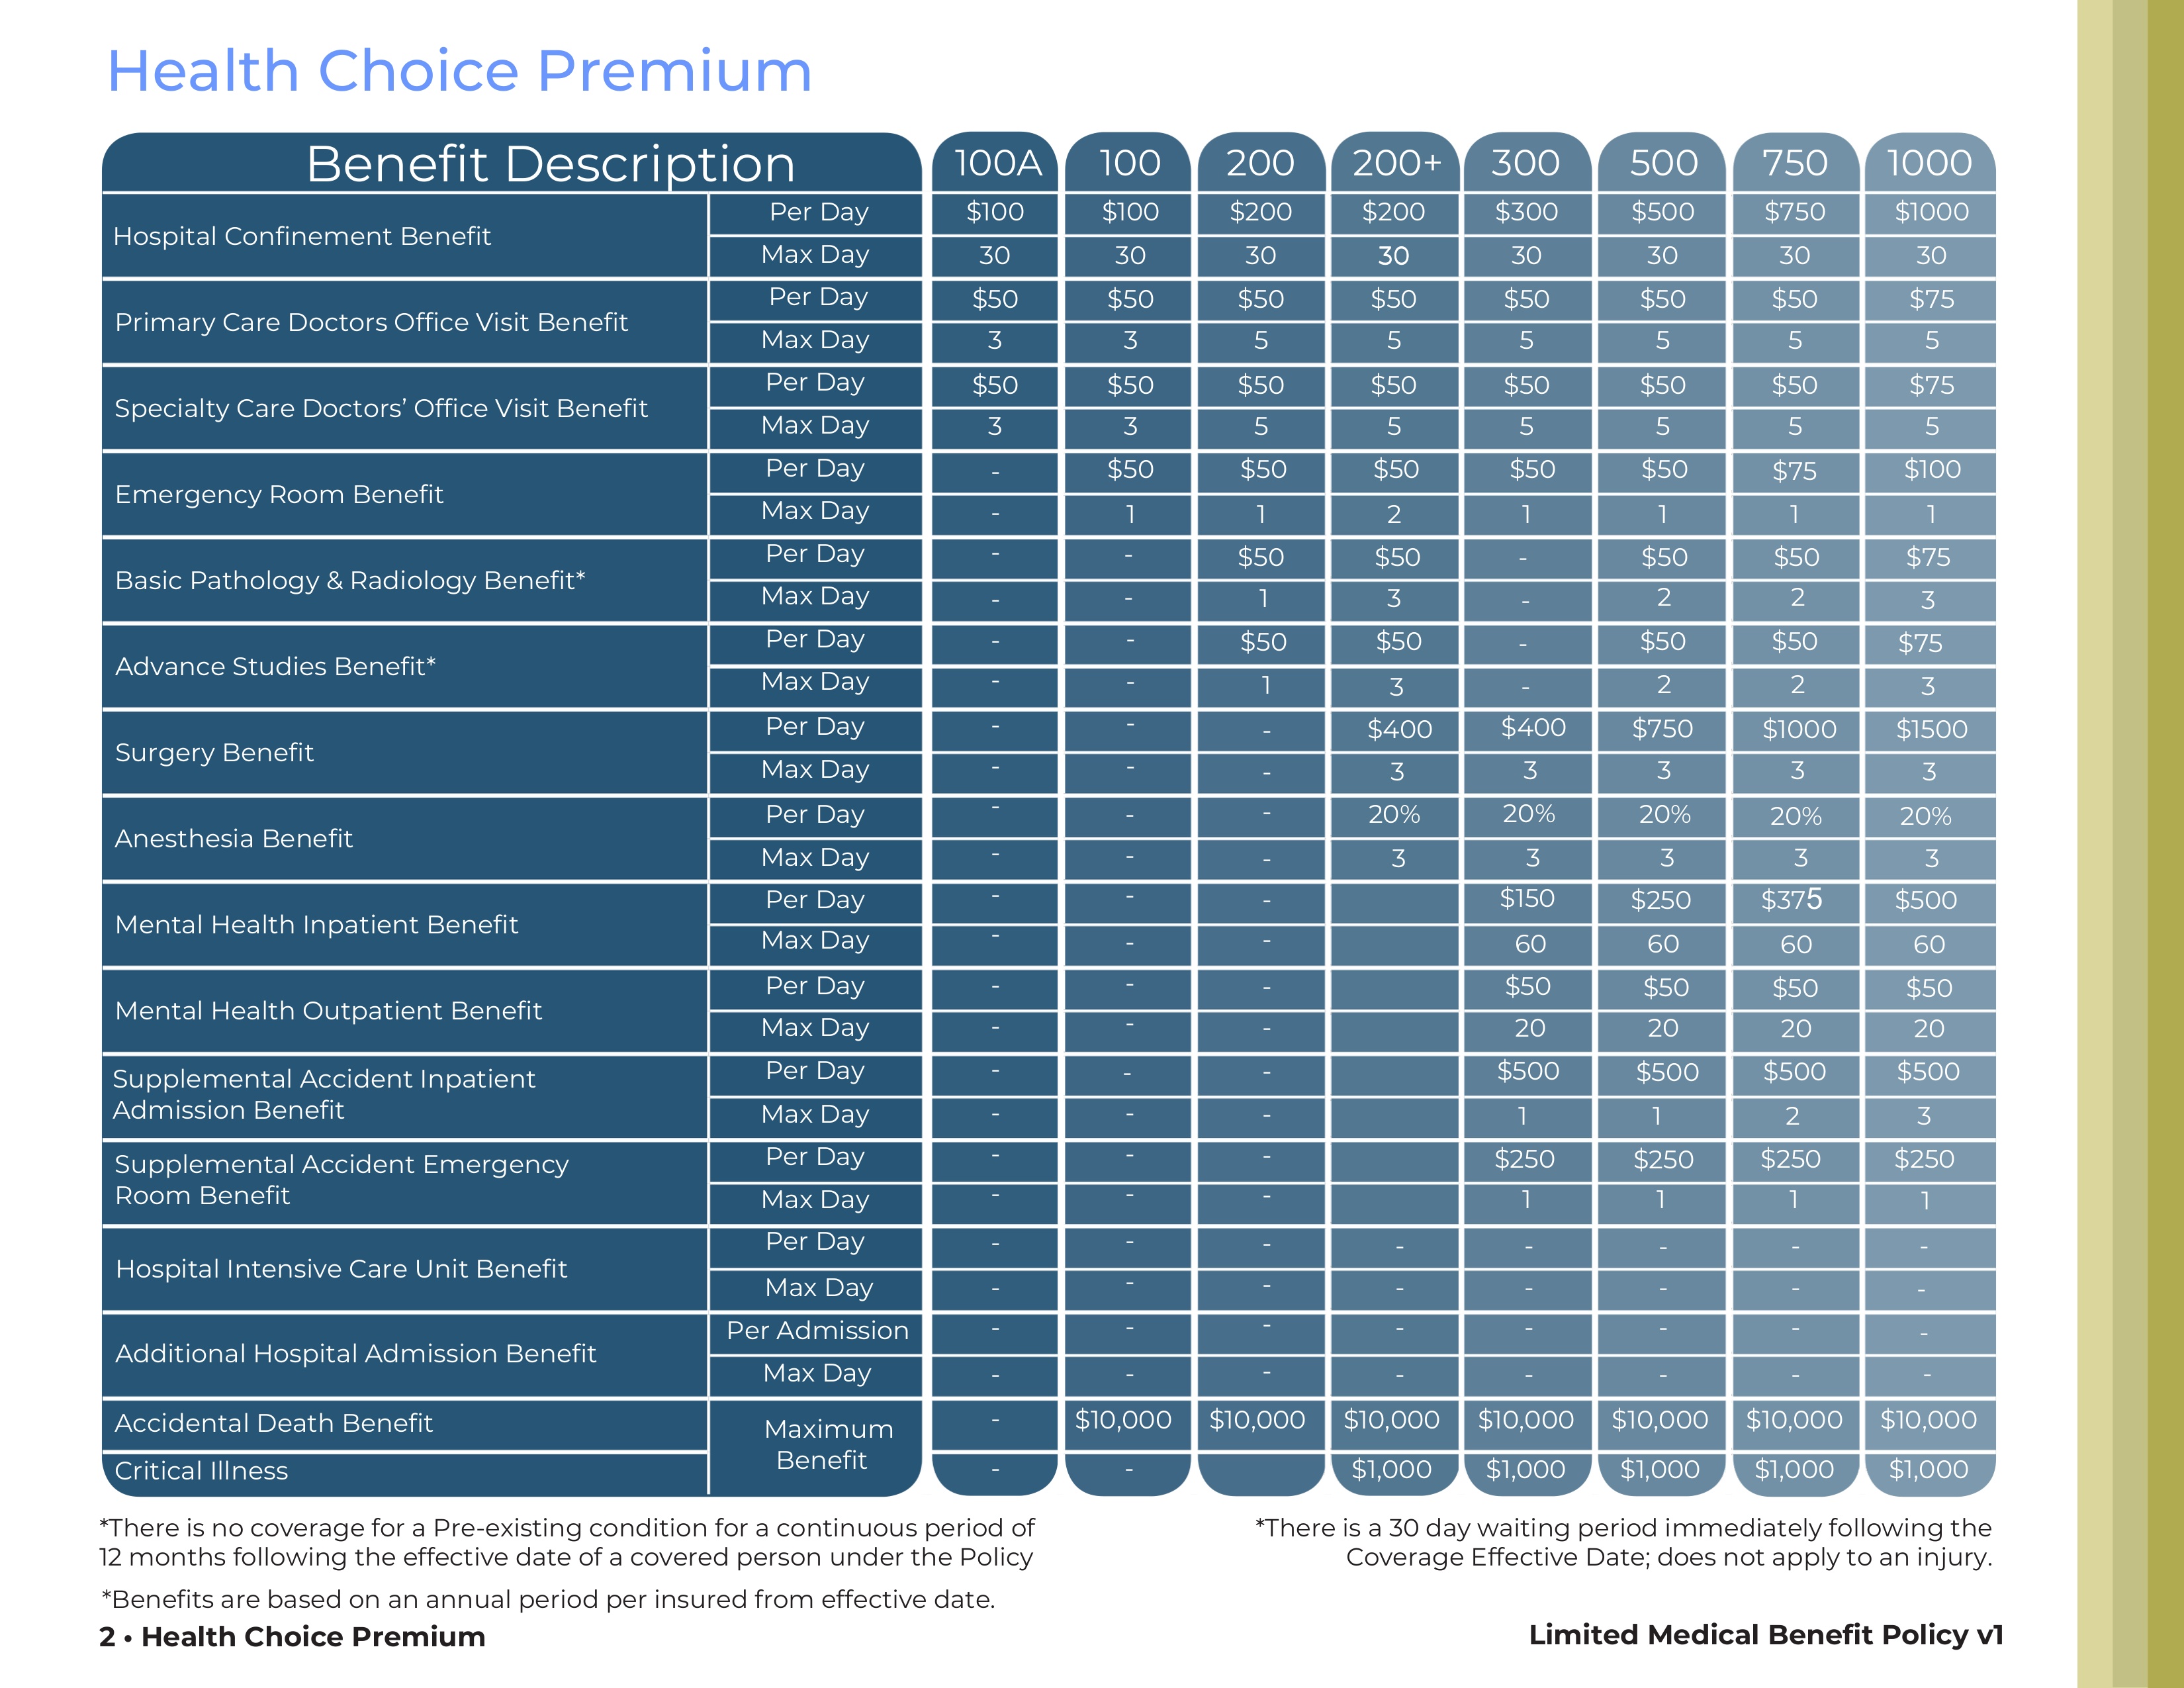 Health Choice Premium
Benefit Description 100A 100 200 200+ 300 500 750 1000
Hospital Confinement Benefit
Per Day $100 $100 $200 $200 $300 $500 $750 $1000
Max Day 30 30 30 30 30 30 30 30
Primary Care Doctors Office Visit Benefit
Per Day $50 $50 $50 $50 $50 $50 $50 $75
Max Day 3 3 5 5 5 5 5 5
Specialty Care Doctors’ Office Visit Benefit
Per Day $50 $50 $50 $50 $50 $50 $50 $75
Max Day 3 3 5 5 5 5 5 5
Emergency Room Benefit
Per Day - $50 $50 $50 $50 $50 $75 $100
Max Day - 1 1 2 1 1 1 1
Basic Pathology & Radiology Benefit*
Per Day - - $50 $50 - $50 $50 $75
Max Day - - 1 3 - 2 2 3
Advance Studies Benefit*
Per Day - - $50 $50 - $50 $50 $75
Max Day - - 1 3 - 2 2 3
Surgery Benefit
Per Day - - - $400 $400 $750 $1000 $1500
Max Day - - - 3 3 3 3 3
Anesthesia Benefit
Per Day - - - 20% 20% 20% 20% 20%
Max Day - - - 3 3 3 3 3
Mental Health Inpatient Benefit
Per Day - - - $150 $250 $375 $500
Max Day - - - 60 60 60 60
Mental Health Outpatient Benefit
Per Day - - - $50 $50 $50 $50
Max Day - - - 20 20 20 20
Supplemental Accident Inpatient
Admission Benefit
Per Day - - - $500 $500 $500 $500
Max Day - - - 1 1 2 3
Supplemental Accident Emergency
Room Benefit
Per Day - - - $250 $250 $250 $250
Max Day - - - 1 1 1 1
Hospital Intensive Care Unit Benefit
Per Day - - - - - - - -
Max Day - - - - - - - -
Additional Hospital Admission Benefit
Per Admission - - - - - - - -
Max Day - - - - - - - -
Maximum
Benefit
Accidental Death Benefit - $10,000 $10,000 $10,000 $10,000 $10,000 $10,000 $10,000
Critical Illness - - $1,000 $1,000 $1,000 $1,000 $1,000
*There is no coverage for a Pre-existing condition for a continuous period of
12 months following the effective date of a covered person under the Policy
*There is a 30 day waiting period immediately following the
Coverage Effective Date; does not apply to an injury.
*Benefits are based on an annual period per insured from effective date.
2 • Health Choice Premium
Limited Medical Benefit Policy v1